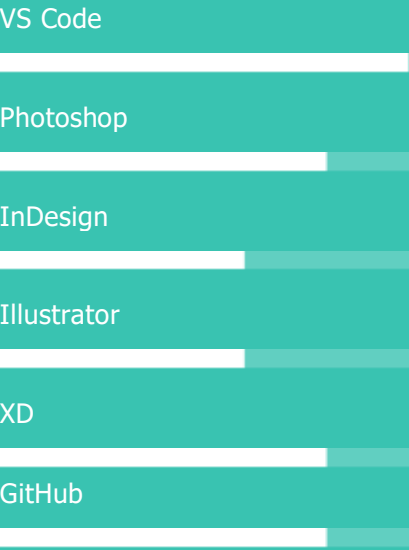 VS Code
Photoshop
InDesign
Illustrator
XD
GitHub